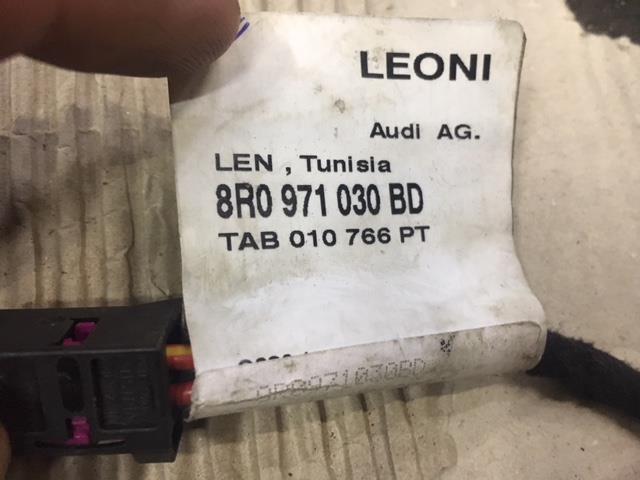 LEONI
Audi AG.
LEN , Tunisia
8R0 971 030 BD
TAB 010 766 PT